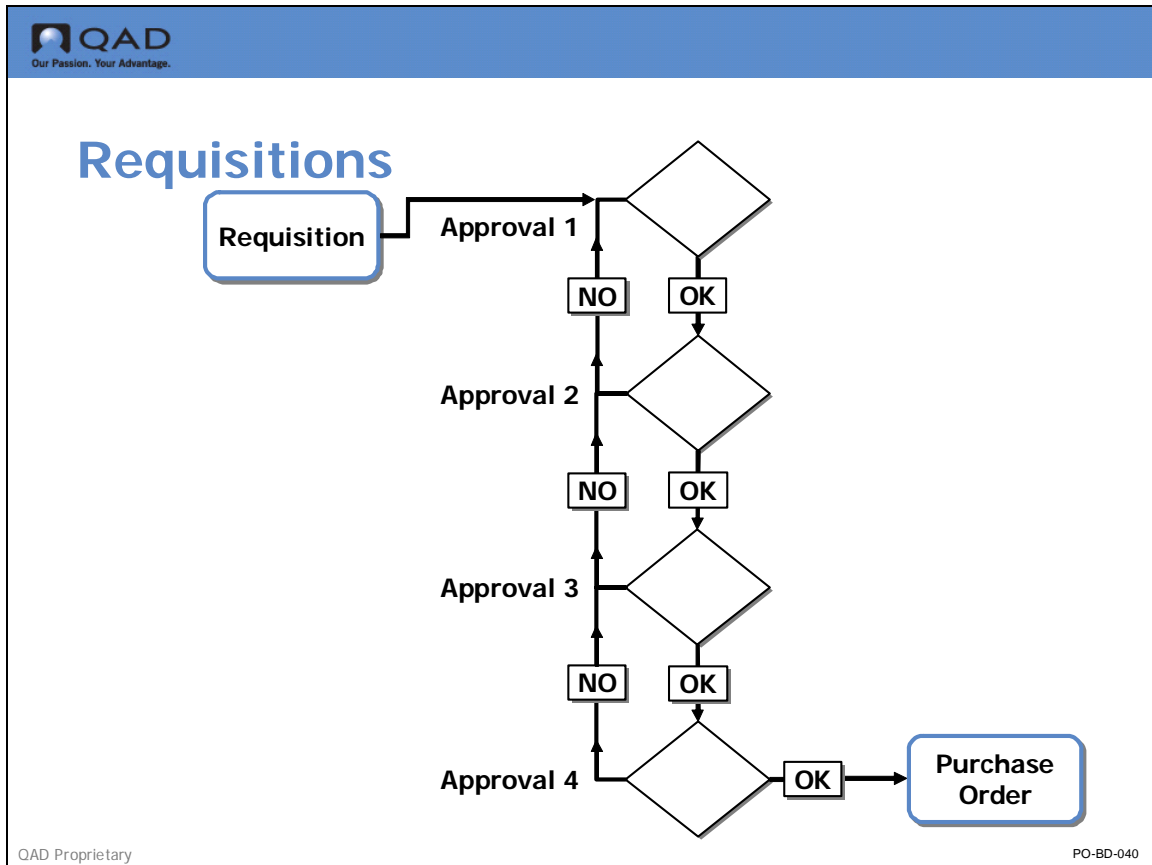 QAD
Our Passion. Your Advantage.
Requisitions
Requisition
Approval 1
NO
OK
Approval 2
NO
OK
Approval 3
NO
OK
Approval 4
OK
Purchase
Order
QAD Proprietary
PO-BD-040